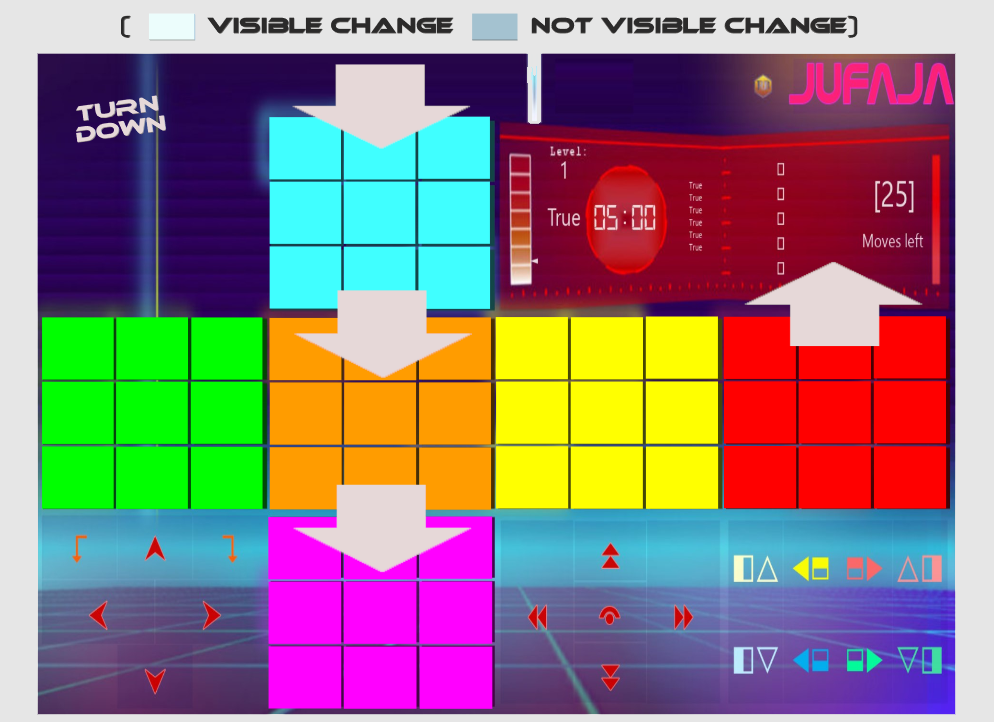 ( VISIBLE CHANGE NOT VISIBLE CHANGE)
TURN
DOWN
JUFAJA
Level:
1
True
05:00
True
True
True
True
True
True
[25]
Moves left